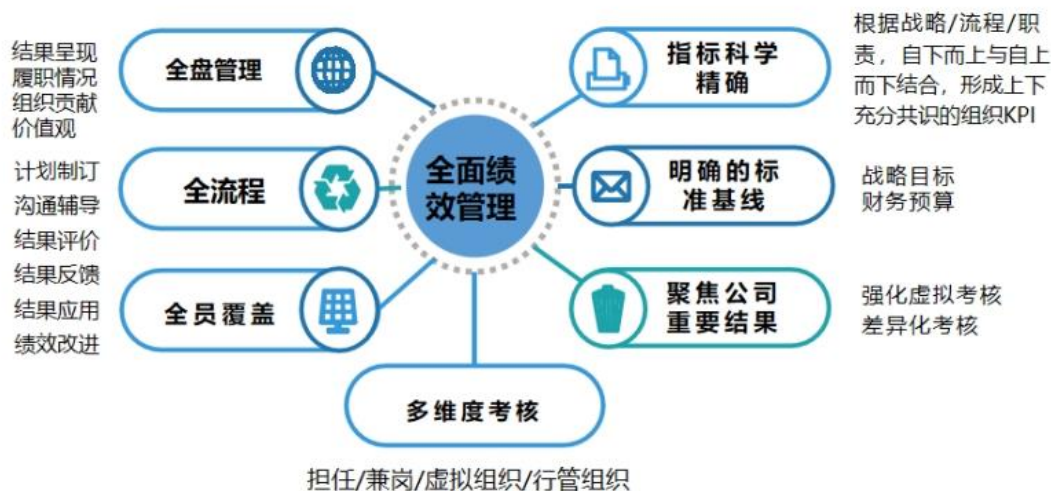 结果呈现
履职情况
组织贡献
价值观
全盘管理
计划制订
沟通辅导
结果评价
结果反馈
结果应用
绩效改进
全流程
全员覆盖
全面绩
效管理
指标科学
精确
根据战略/流程/职
责，自下而上与自上
而下结合，形成上下
充分共识的组织KPI
明确的标
准基线
战略目标
财务预算
聚焦公司
重要结果
强化虚拟考核
差异化考核
多维度考核
担任/兼岗/虚拟组织/行管组织